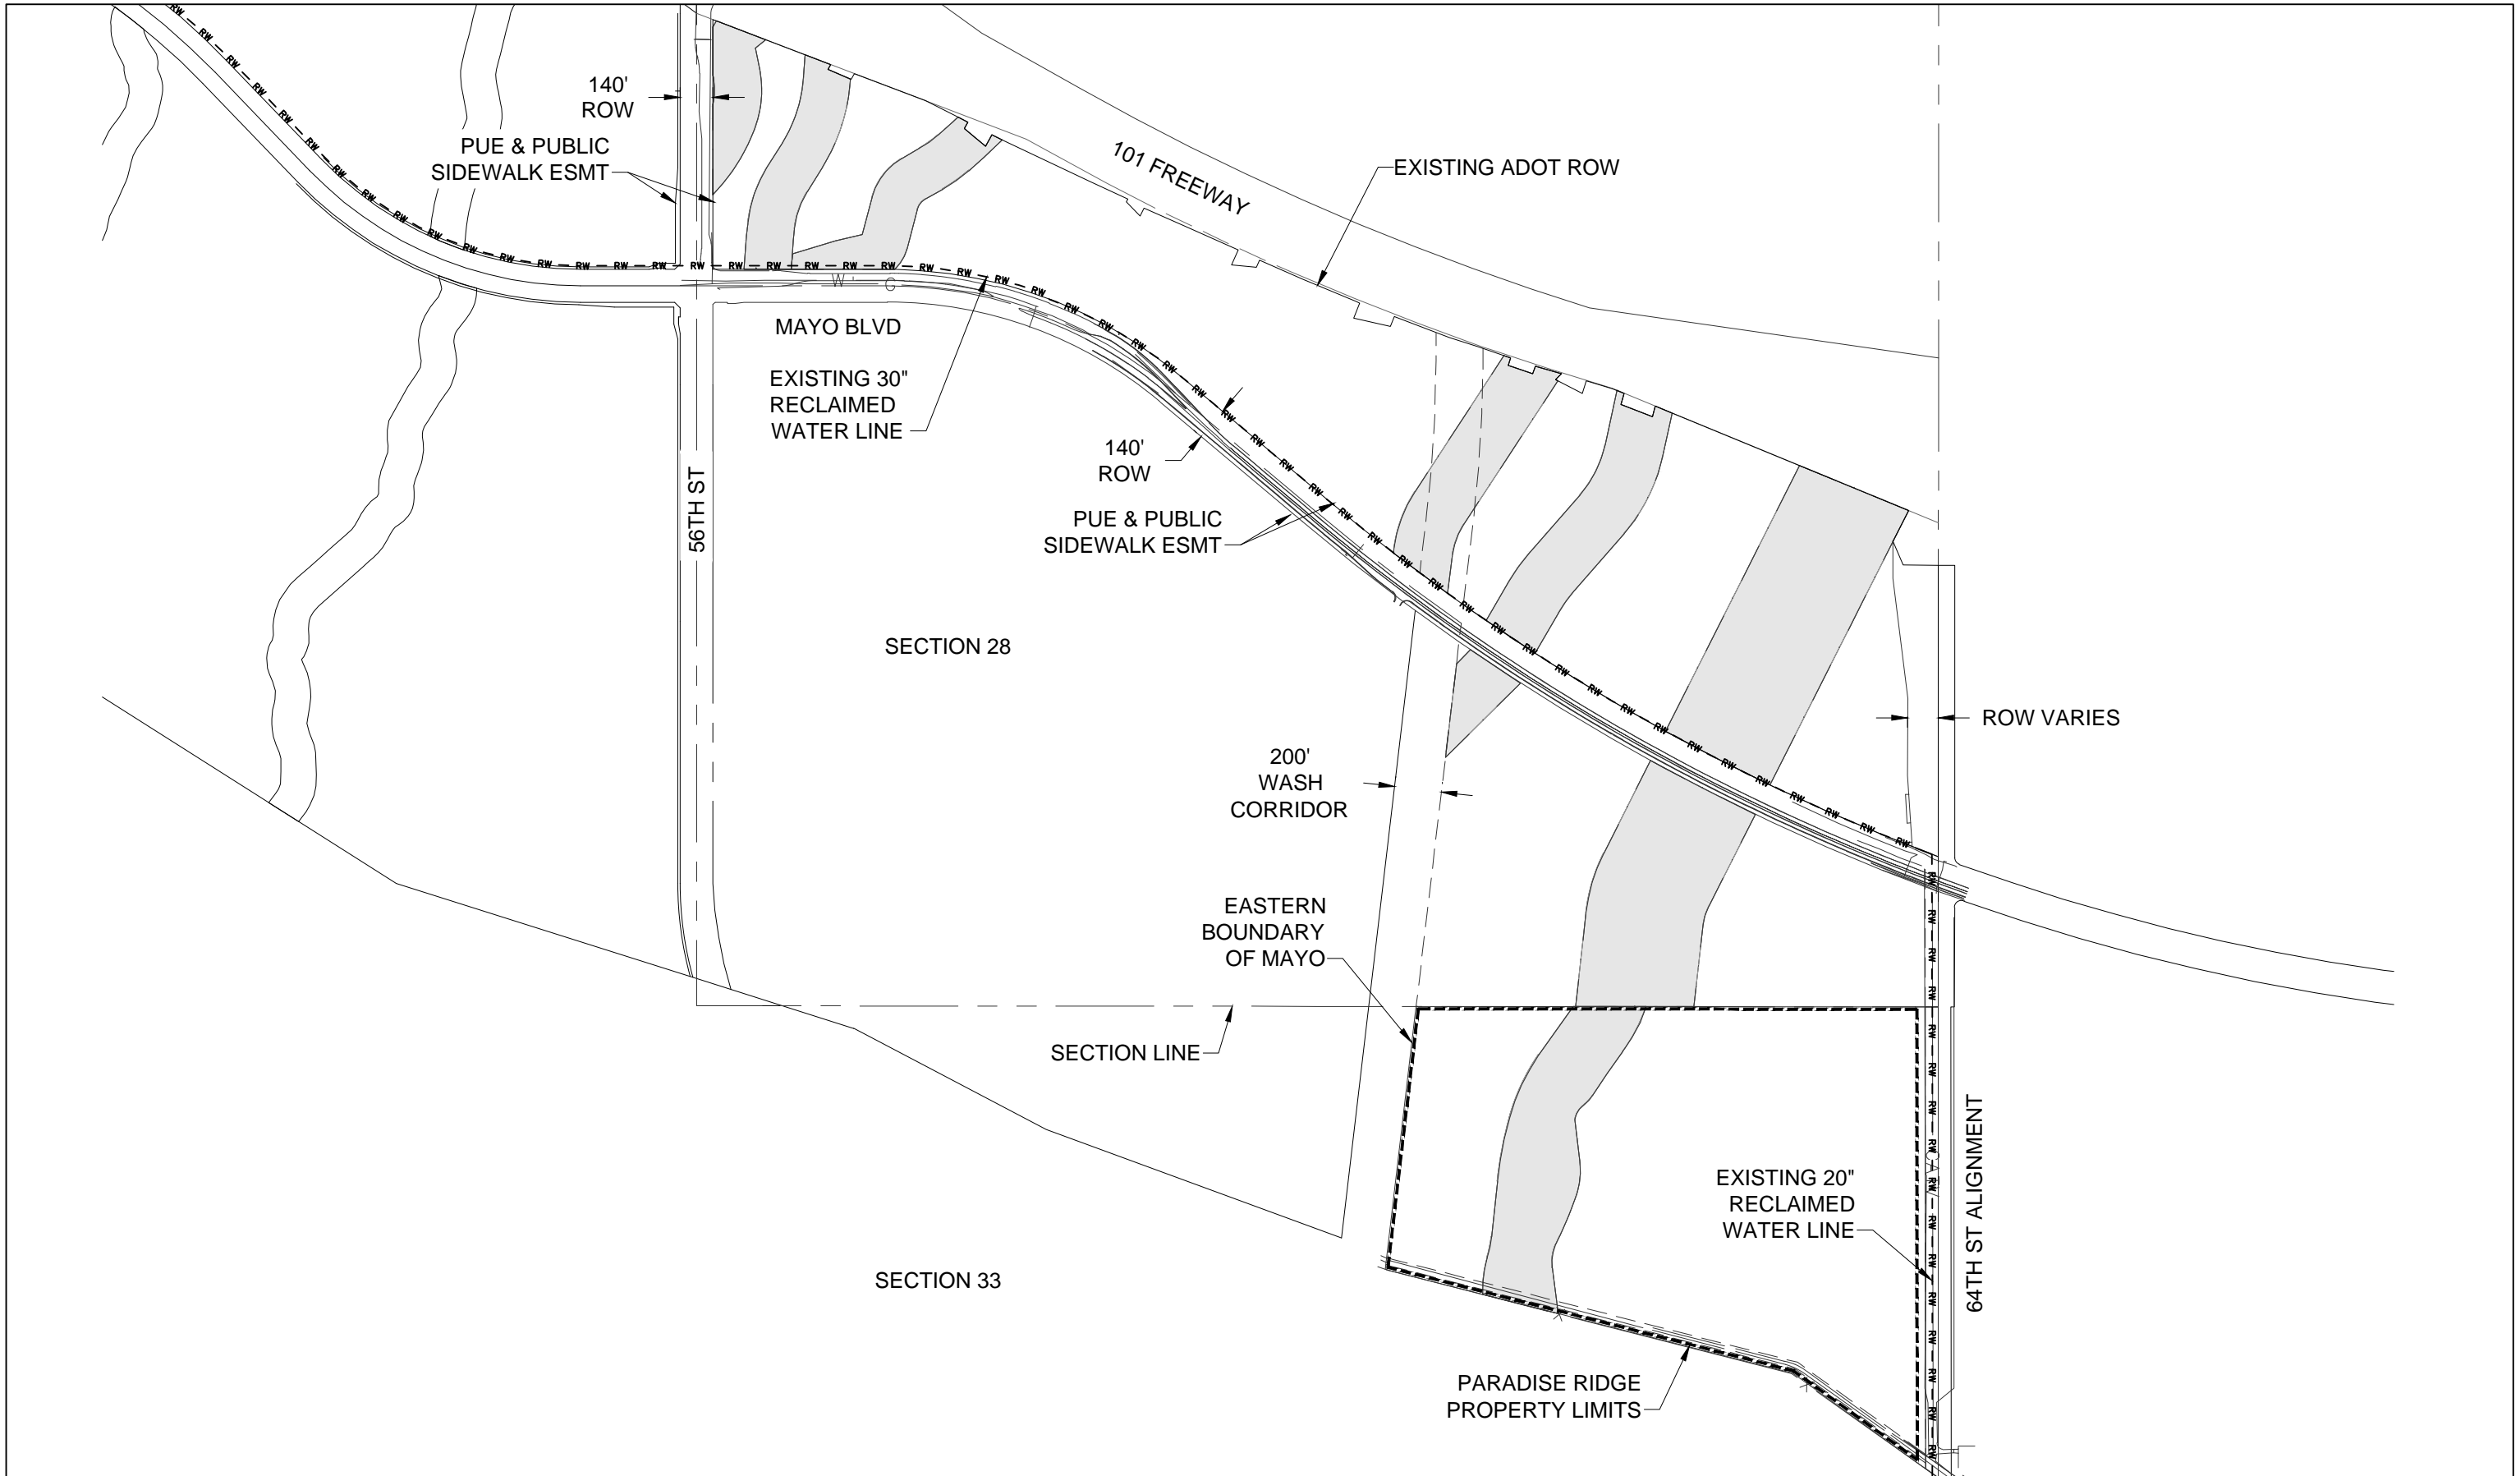 140'
ROW
PUE & PUBLIC
SIDEWALK ESMT
101 FREEWAY
EXISTING ADOT ROW
W
MAYO BLVD
EXISTING 30"
RECLAIMED
WATER LINE
140'
ROW
56TH ST
PUE & PUBLIC
SIDEWALK ESMT
SECTION 28
ROW VARIES
200'
WASH
CORRIDOR
EASTERN
BOUNDARY
OF MAYO
SECTION LINE
EXISTING 20"
RECLAIMED
WATER LINE
64TH ST ALIGNMENT
SECTION 33
PARADISE RIDGE
PROPERTY LIMITS
RW